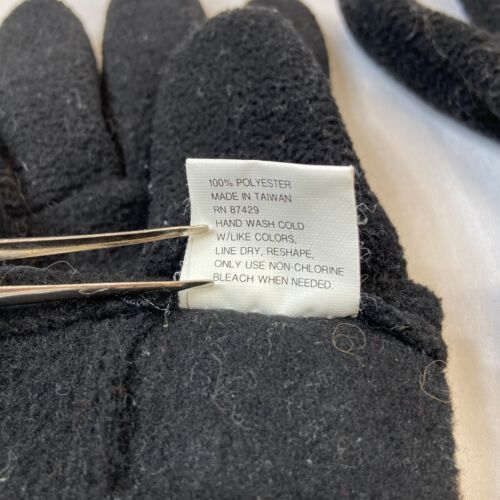 100% POLYESTER
MADE IN TAIWAN
RN 87429
HAND WASH COLD
W/LIKE COLORS,
LINE DRY, RESHAPE,
ONLY USE NON-CHLORINE
BLEACH WHEN NEEDED.